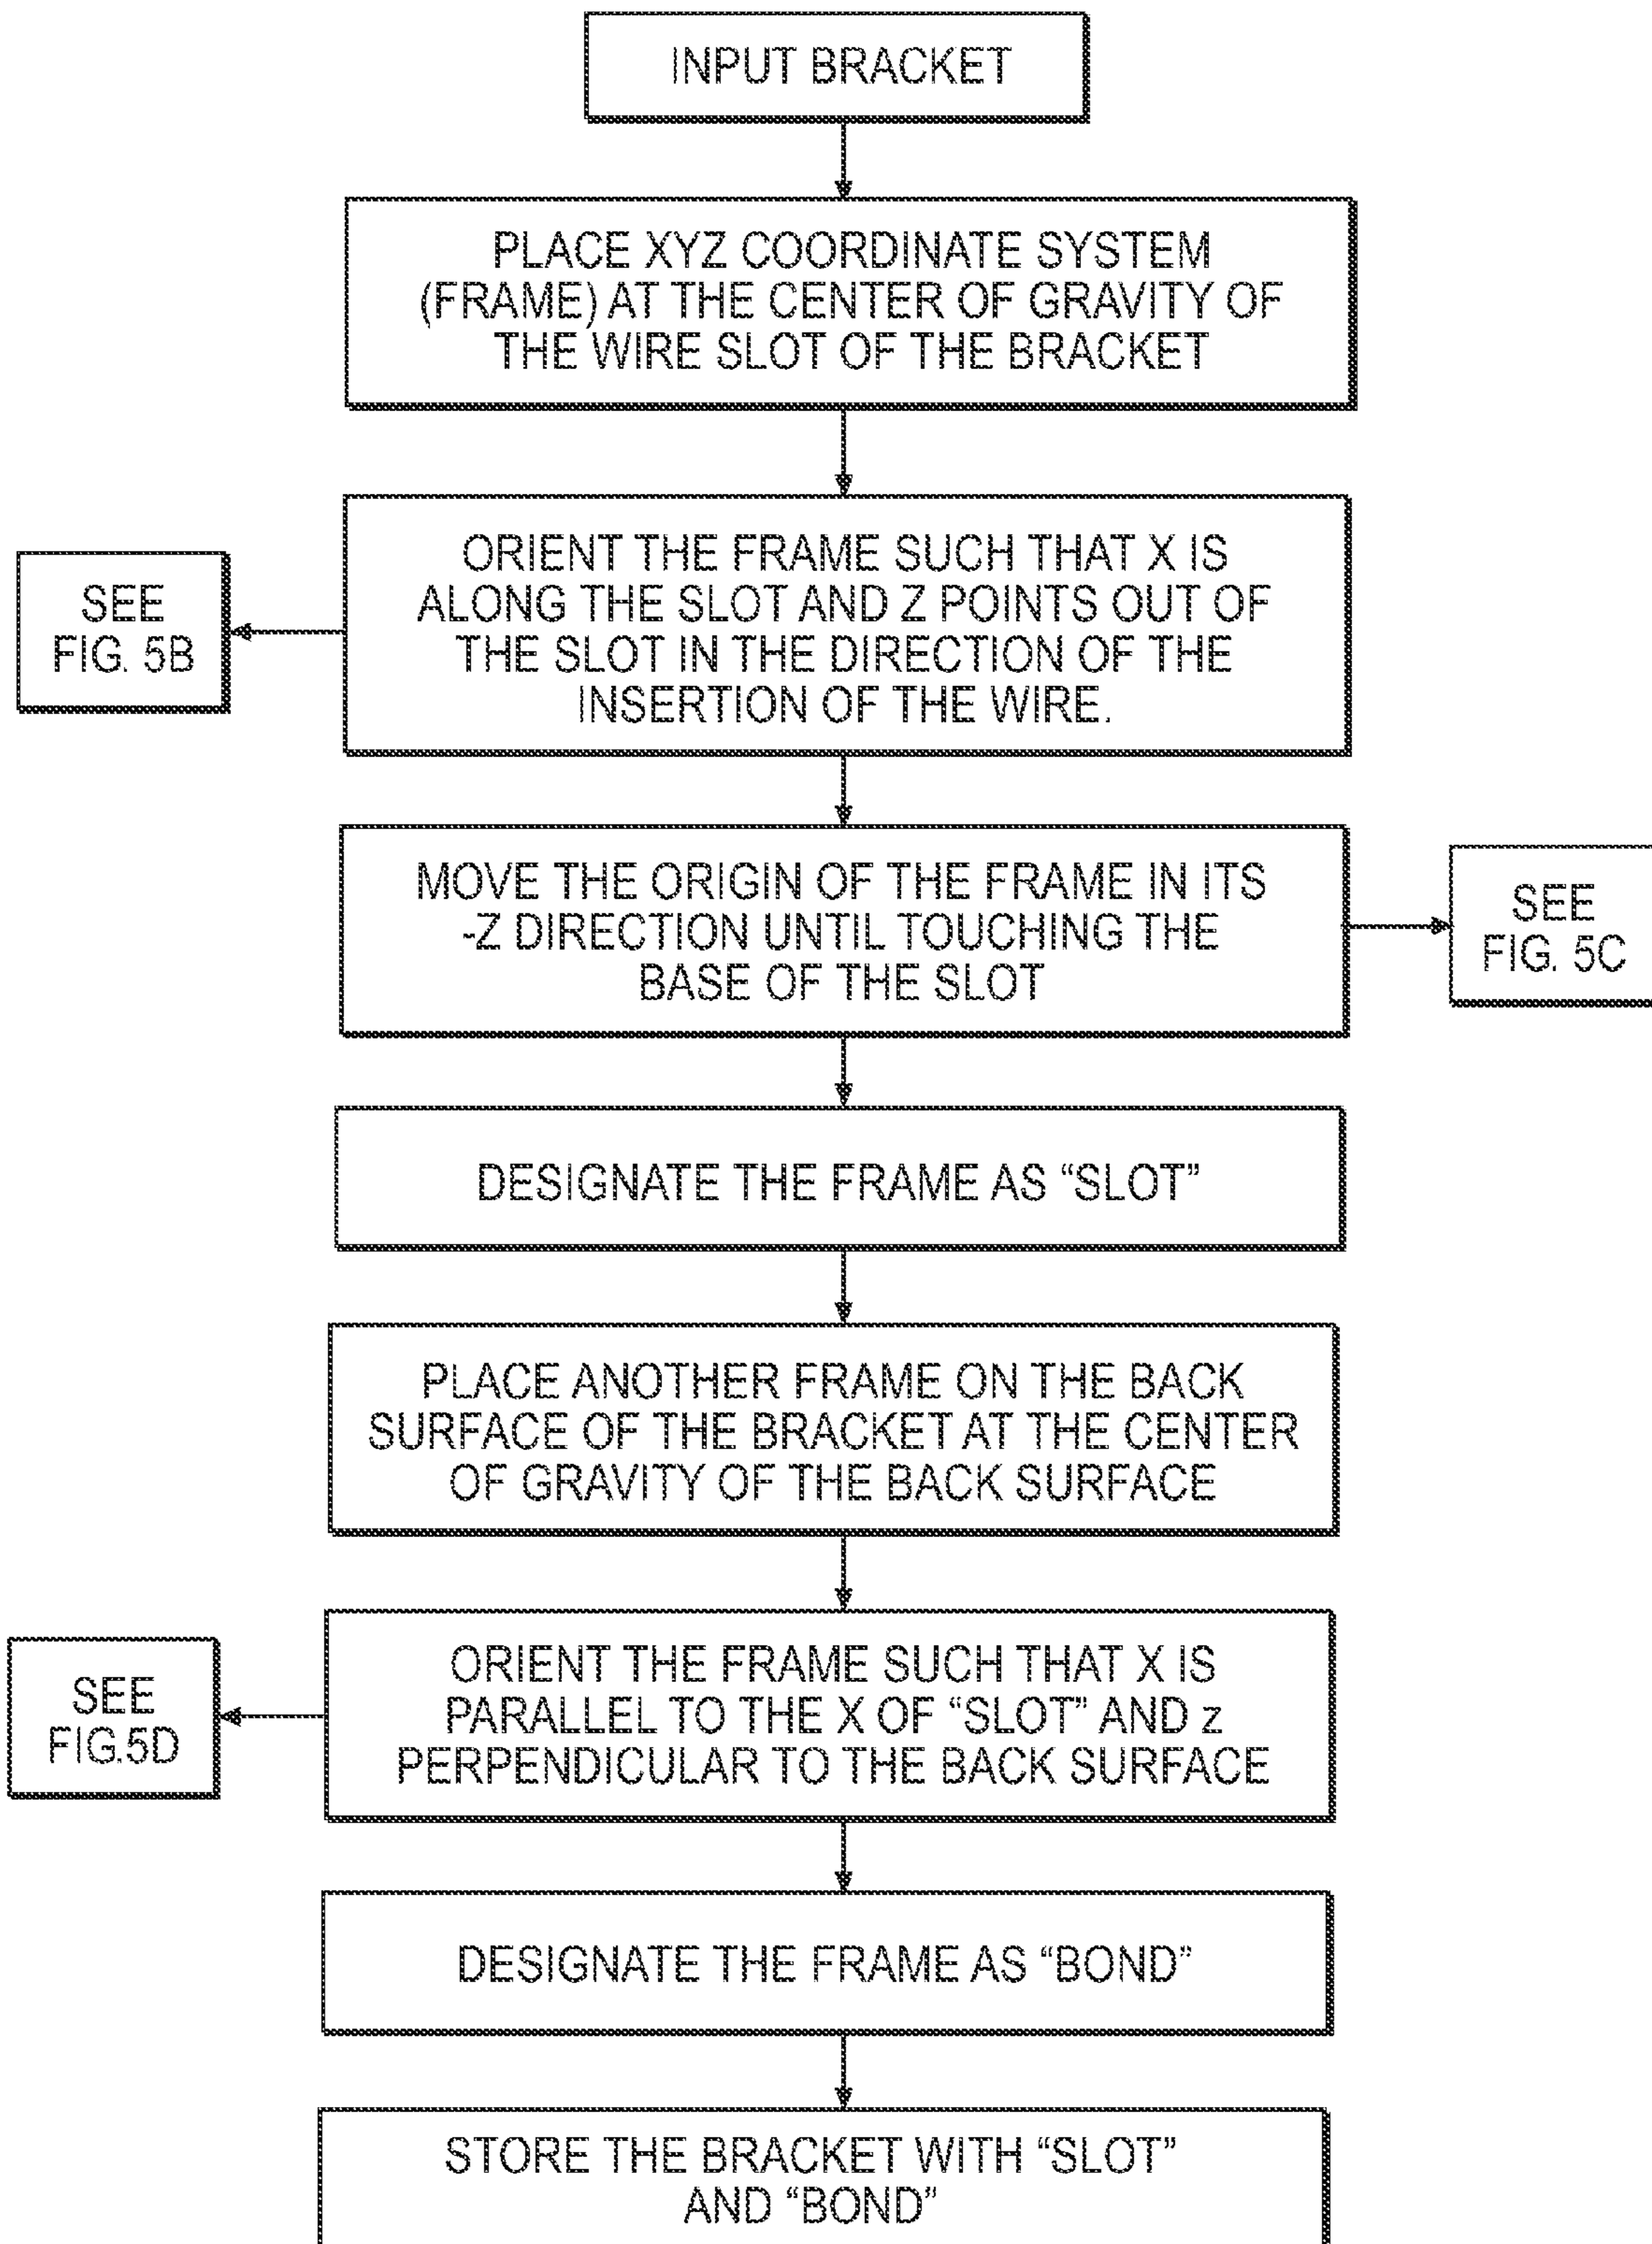 INPUT BRACKET
PLACE XYZ COORDINATE SYSTEM
(FRAME) AT THE CENTER OF GRAVITY OF
THE WIRE SLOT OF THE BRACKET
ORIENT THE FRAME SUCH THAT X IS
ALONG THE SLOT AND Z POINTS OUT OF
THE SLOT IN THE DIRECTION OF THE
INSERTION OF THE WIRE.
SEE
FIG. 5B
MOVE THE ORIGIN OF THE FRAME IN ITS
-Z DIRECTION UNTIL TOUCHING THE
BASE OF THE SLOT
SEE
FIG. 5C
DESIGNATE THE FRAME AS “SLOT”
PLACE ANOTHER FRAME ON THE BACK
SURFACE OF THE BRACKET AT THE CENTER
OF GRAVITY OF THE BACK SURFACE
ORIENT THE FRAME SUCH THAT X IS
PARALLEL TO THE X OF “SLOT” AND z
PERPENDICULAR TO THE BACK SURFACE
SEE
FIG.5D
DESIGNATE THE FRAME AS “BOND”
STORE THE BRACKET WITH “SLOT”
AND “BOND”